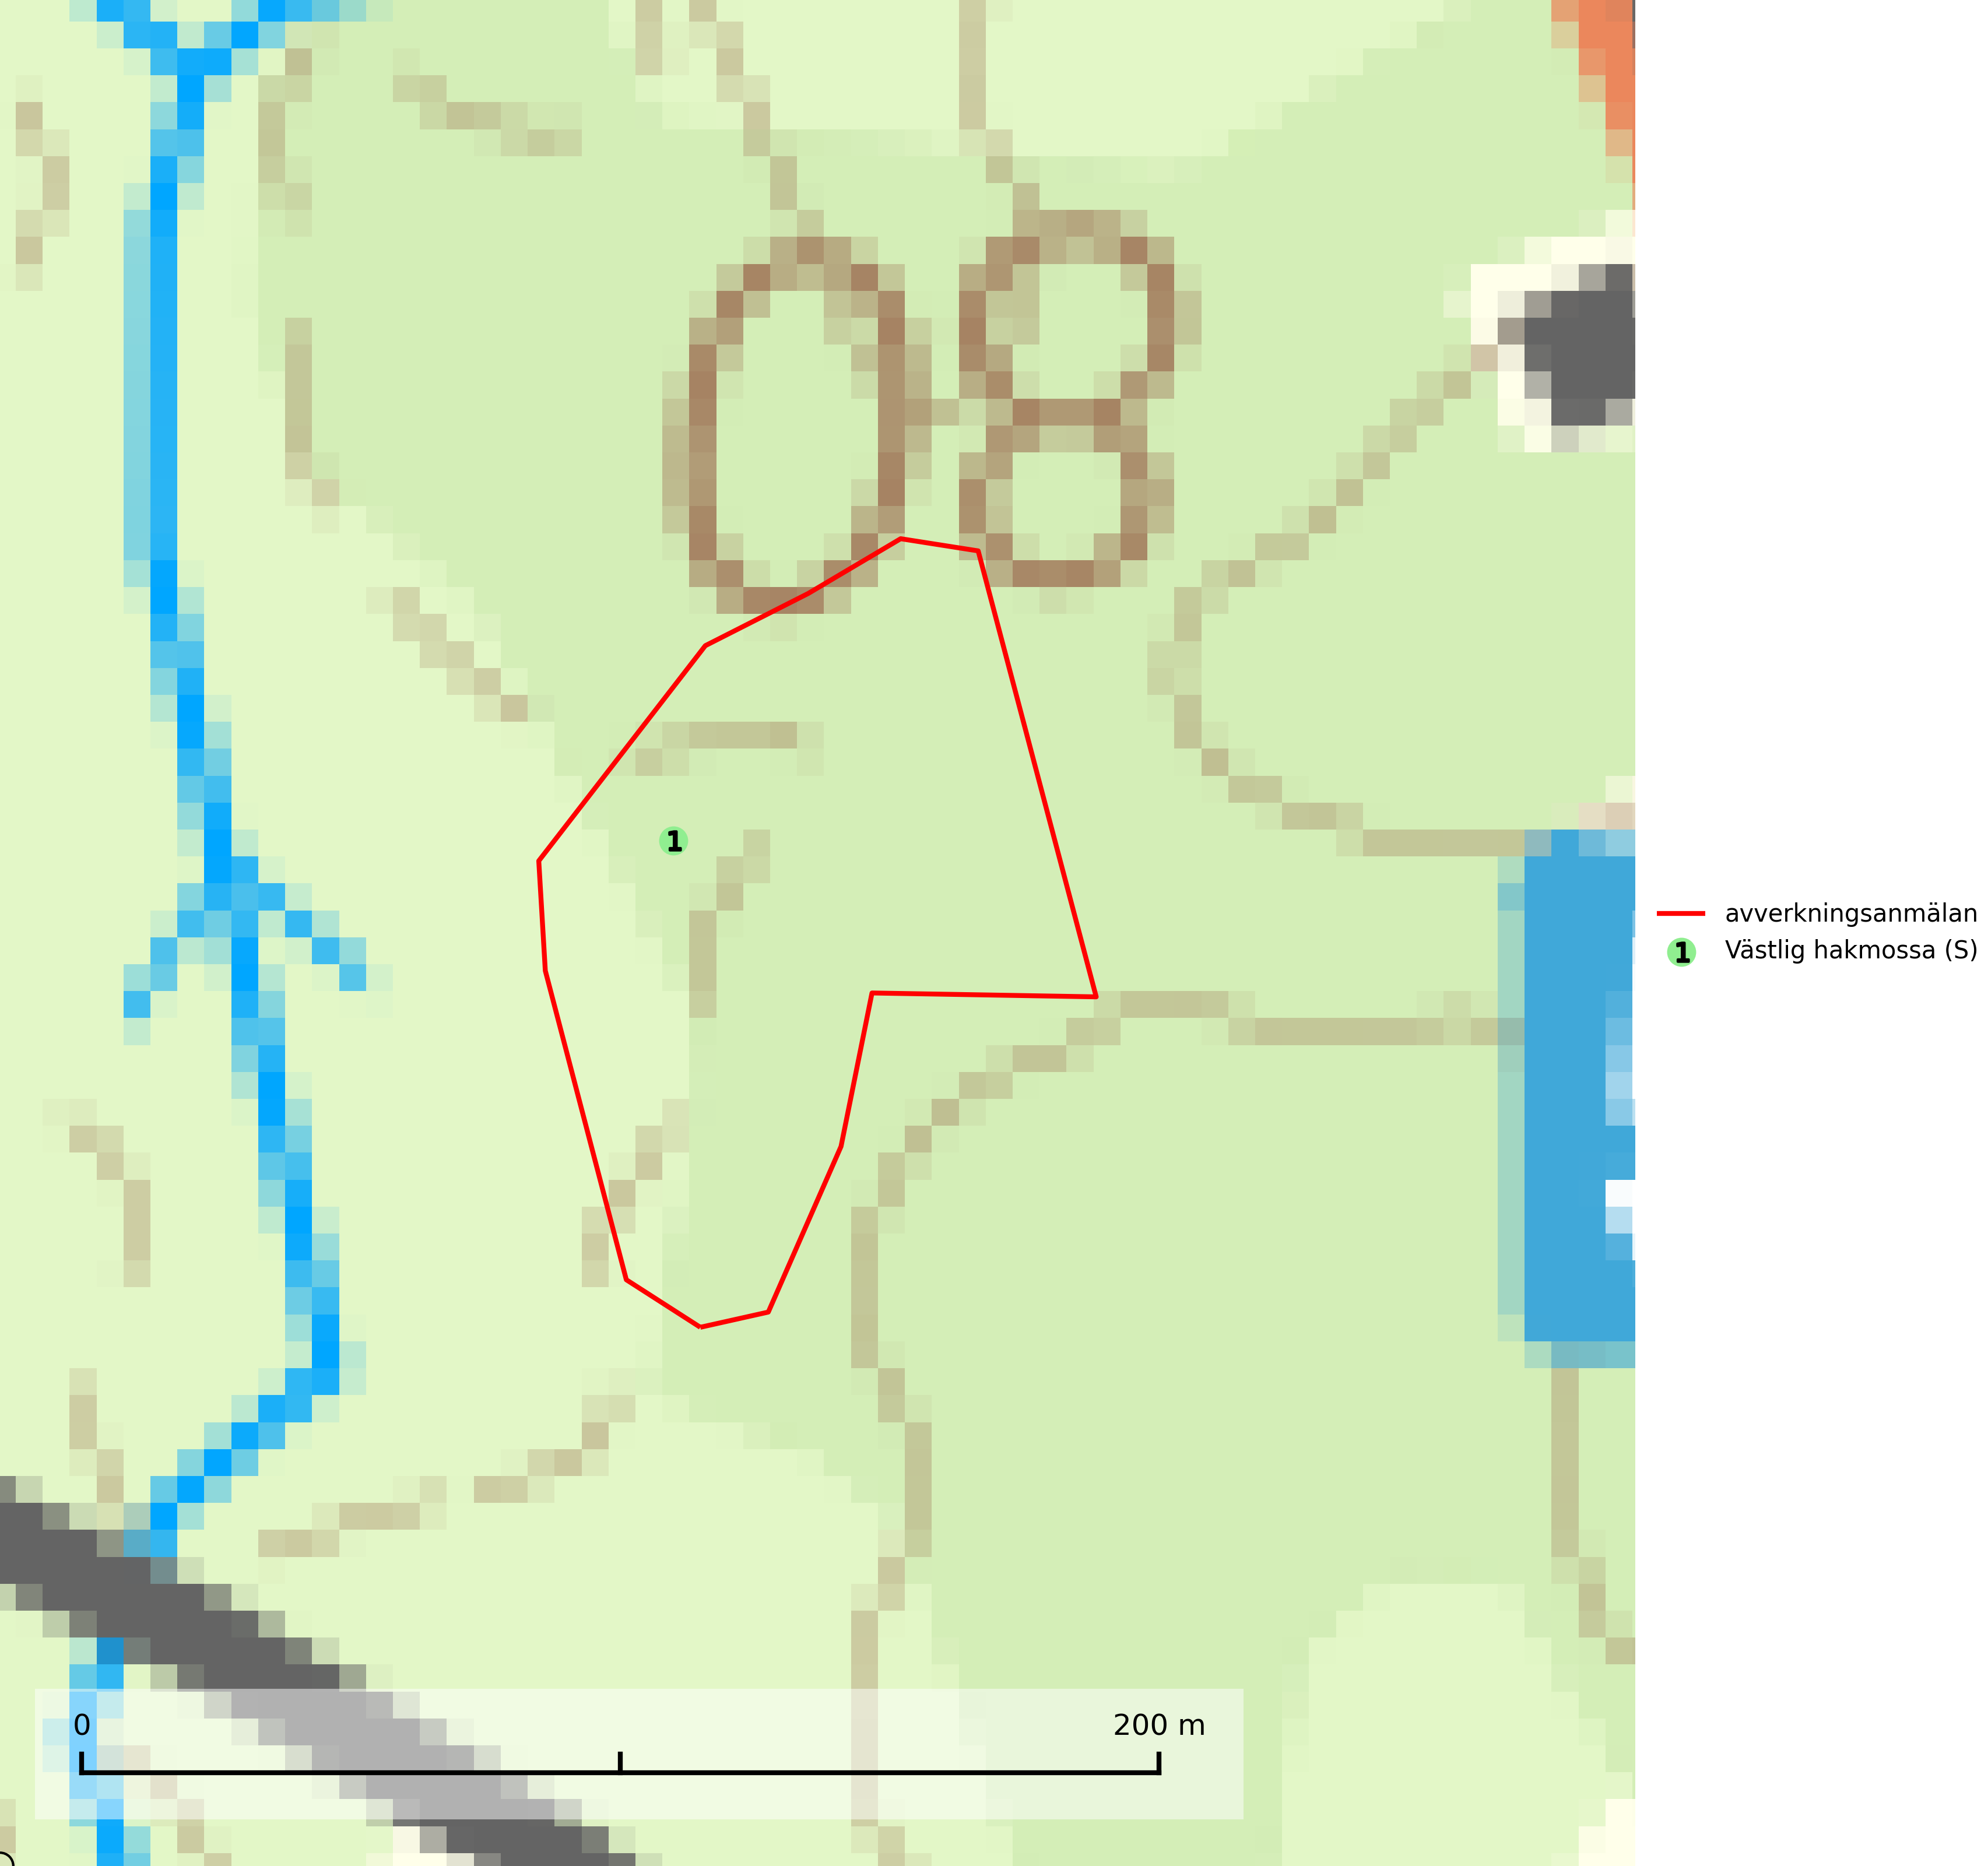 1
avverkningsanmälan
1 Västlig hakmossa (S)
0 200 m